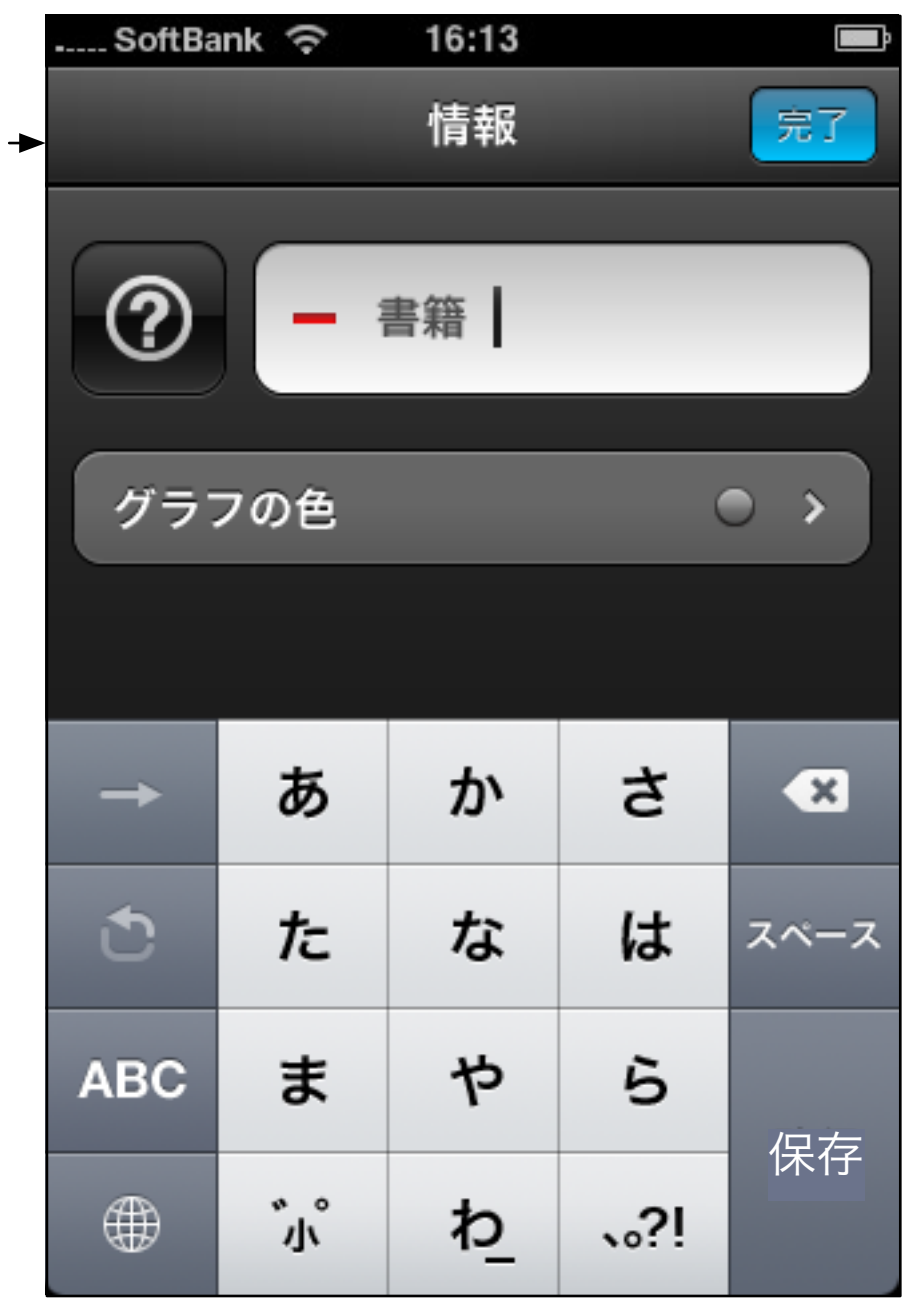 SoftBank 16:13
情報 完了
書籍
グラフの色
→ あ か さ
た な は スペース
ABC ま や ら
保存
゛゜小 わ_ 、。?!